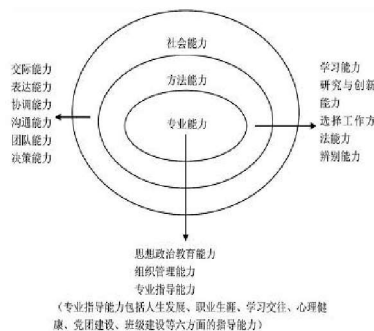 社会能力
方法能力
专业能力
交际能力
表达能力
协调能力
沟通能力
团队能力
决策能力
学习能力
研究与创新
能力
选择工作方
法能力
辨别能力
思想政治教育能力
组织管理能力
专业指导能力
（专业指导能力包括人生发展、职业生涯、学习交往、心理健
康、党团建设、班级建设等六方面的指导能力）